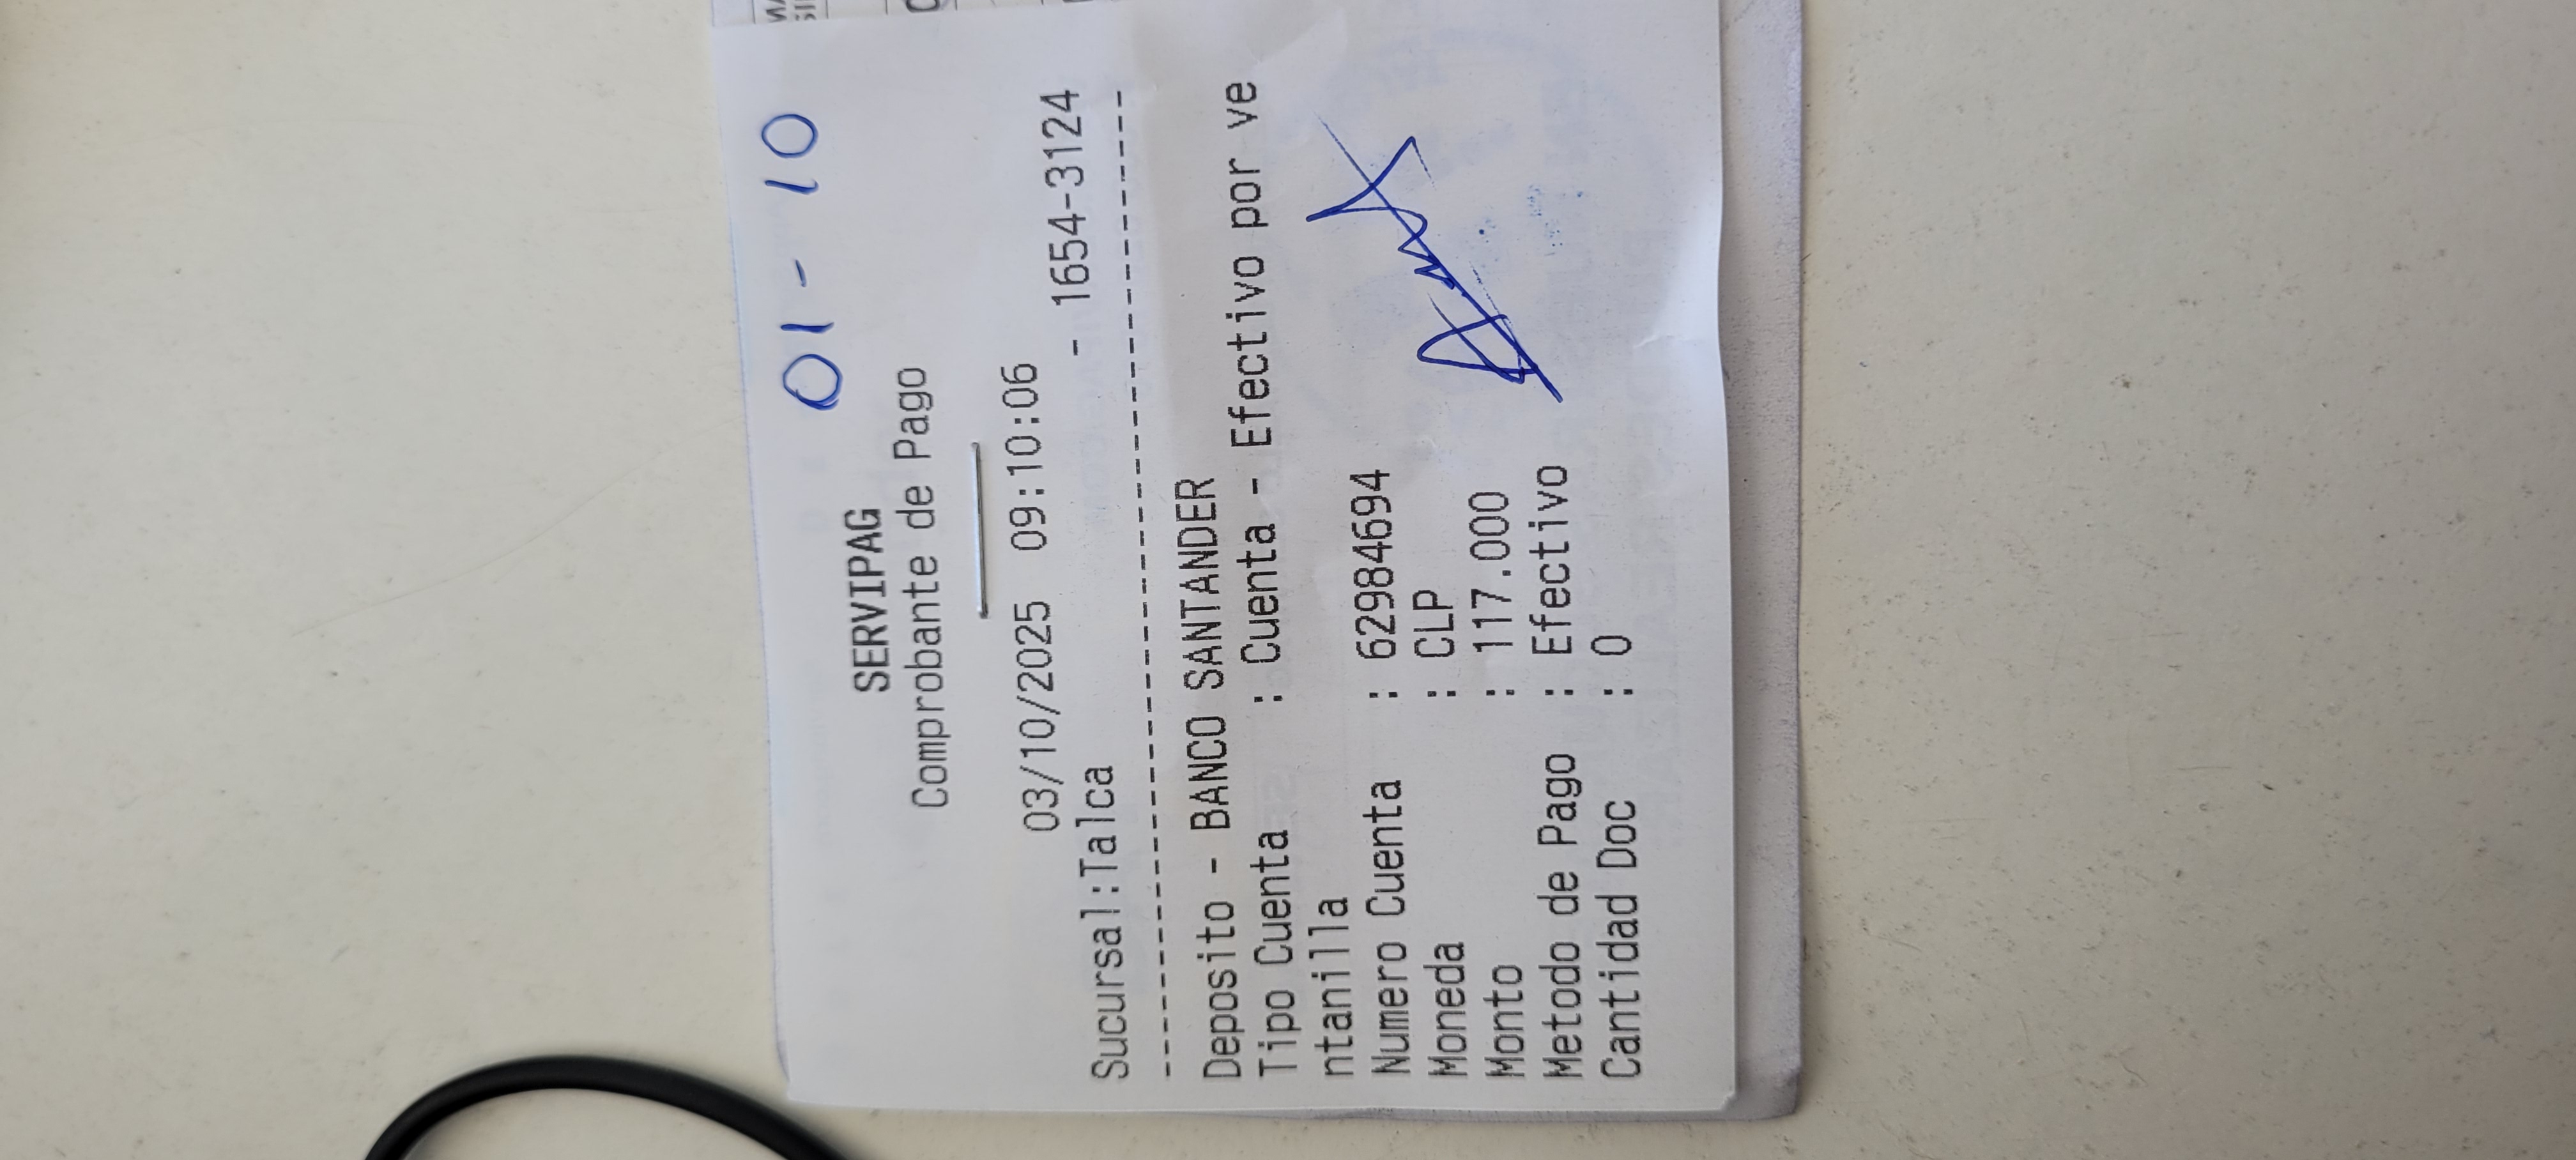 01-10
SERVIPAG
Comprobante de Pago
03/10/2025 09:10:06
Sucursal:Talca - 1654-3124
--------------------------------------------
Deposito - BANCO SANTANDER
Tipo Cuenta : Cuenta - Efectivo por ve
ntanilla
Numero Cuenta : 62984694
Moneda : CLP
Monto : 117.000
Metodo de Pago : Efectivo
Cantidad Doc : 0